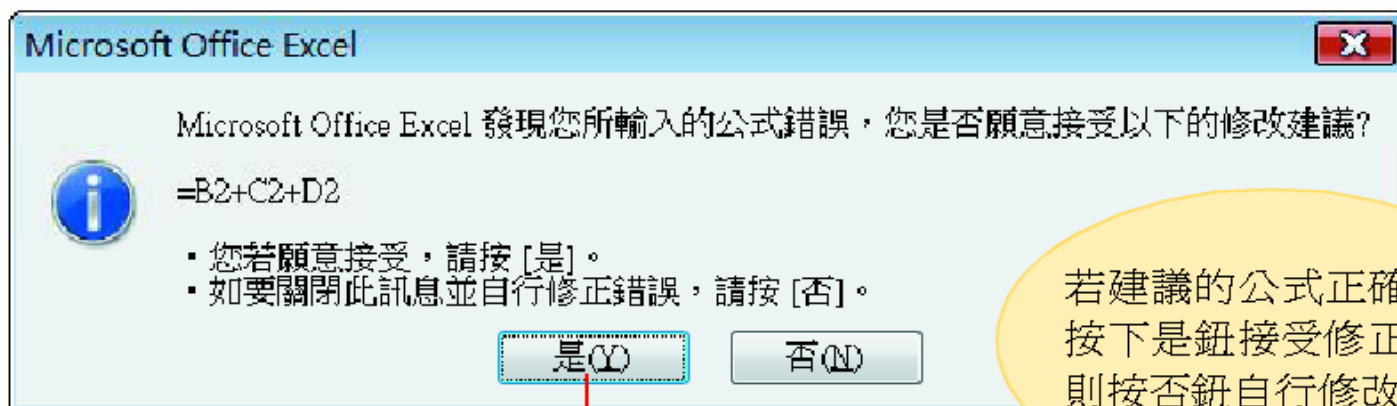 Microsoft Office Excel
Microsoft Office Excel 發現您所輸入的公式錯誤，您是否願意接受以下的修改建議?
=B2+C2+D2
▪ 您若願意接受，請按 [是]。
▪ 如要關閉此訊息並自行修正錯誤，請按 [否]。
是(Y)
否(N)
若建議的公式正確
按下是鈕接受修正
則按否鈕自行修改